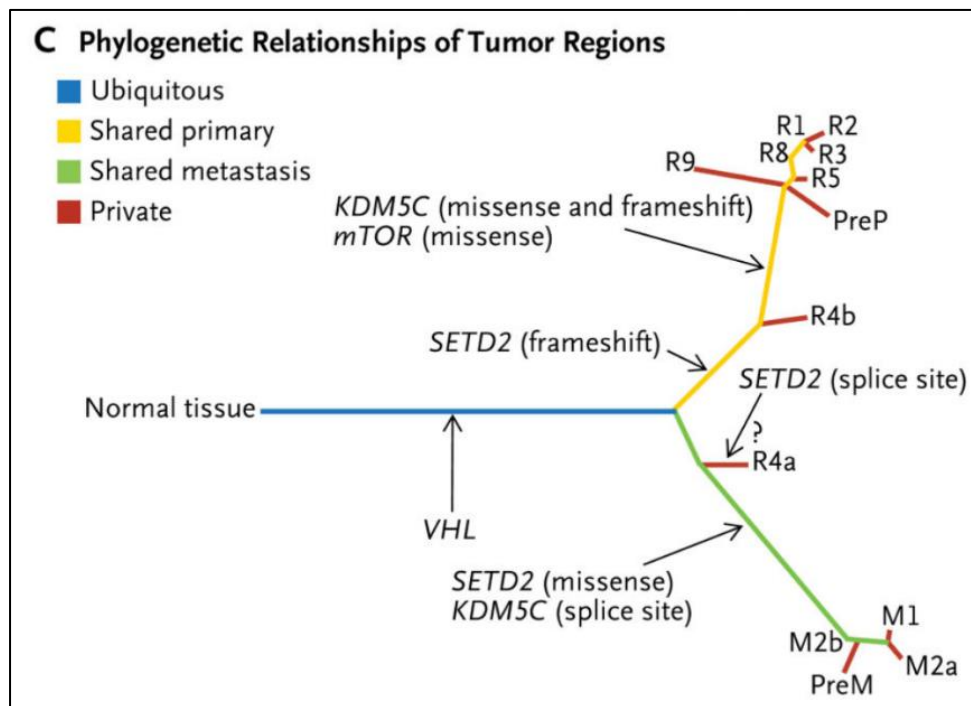 C Phylogenetic Relationships of Tumor Regions
Ubiquitous
Shared primary
Shared metastasis
Private
R1
R2
R8
R3
R9
R5
PreP
KDM5C (missense and frameshift)
mTOR (missense)
R4b
SETD2 (frameshift)
SETD2 (splice site)
Normal tissue
?
R4a
VHL
SETD2 (missense)
KDM5C (splice site)
M1
M2b
M2a
PreM